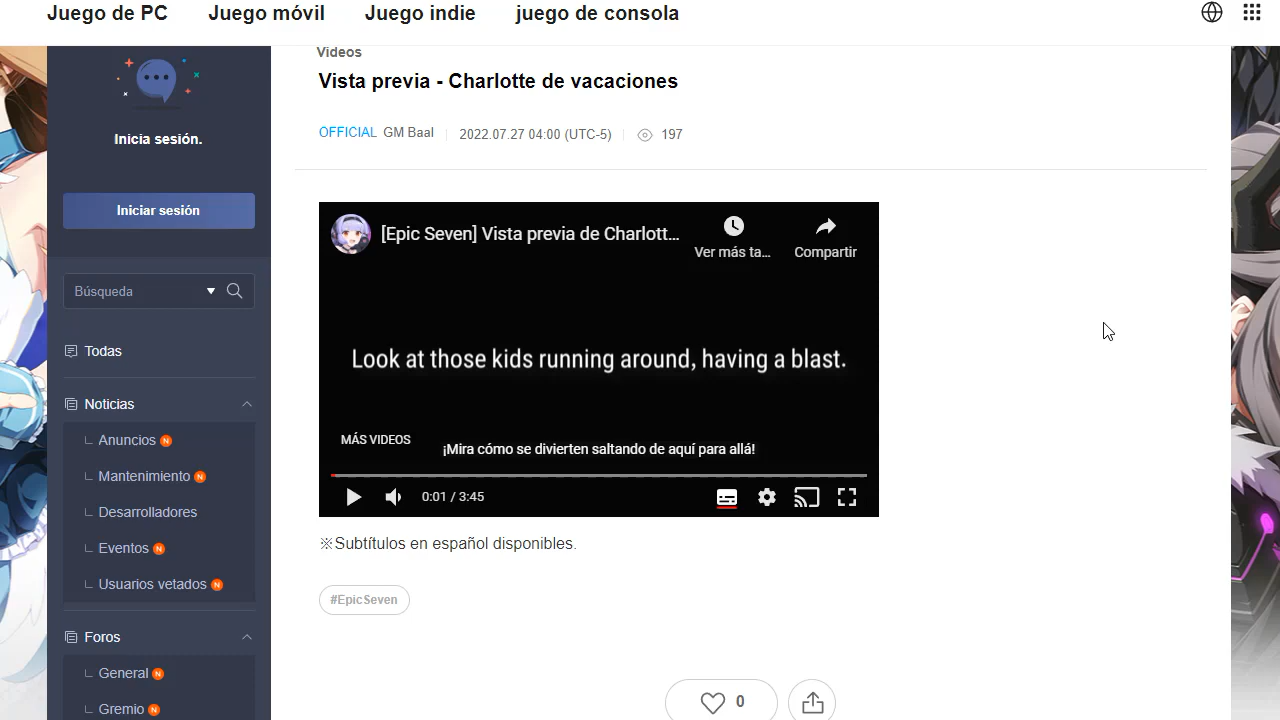 Juego de PC Juego móvil Juego indie juego de consola
Inicia sesión.
Iniciar sesión
Búsqueda
Todas
Noticias
Anuncios N
Mantenimiento N
Desarrolladores
Eventos N
Usuarios vetados N
Foros
General N
Gremio N
Videos
Vista previa - Charlotte de vacaciones
OFFICIAL GM Baal 2022.07.27 04:00 (UTC-5) 197
[Epic Seven] Vista previa de Charlott...
Ver más ta... Compartir
Look at those kids running around, having a blast.
MÁS VIDEOS
¡Mira cómo se divierten saltando de aquí para allá!
0:01 / 3:45
※Subtítulos en español disponibles.
#EpicSeven
0